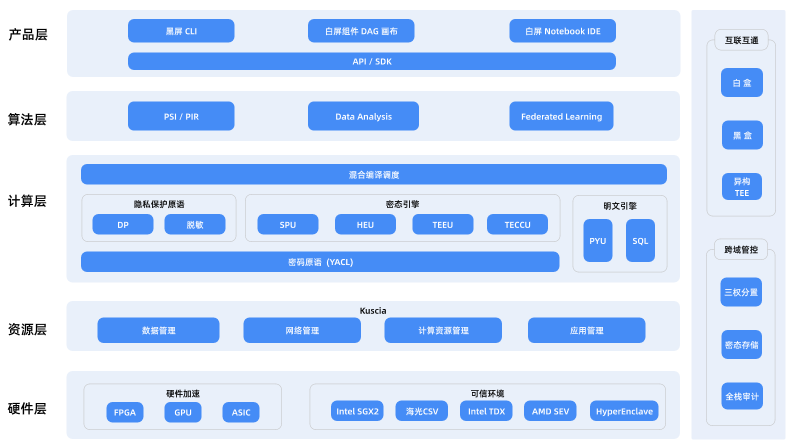 产品层
黑屏 CLI
白屏组件 DAG 画布
白屏 Notebook IDE
API / SDK
算法层
PSI / PIR
Data Analysis
Federated Learning
计算层
混合编译调度
隐私保护原语
DP
脱敏
密态引擎
SPU
HEU
TEEU
TECCU
明文引擎
PYU
SQL
密码原语 (YACL)
资源层
Kuscia
数据管理
网络管理
计算资源管理
应用管理
硬件层
硬件加速
FPGA
GPU
ASIC
可信环境
Intel SGX2
海光CSV
Intel TDX
AMD SEV
HyperEnclave
互联互通
白 盒
黑 盒
异构
TEE
跨域管控
三权分置
密态存储
全栈审计